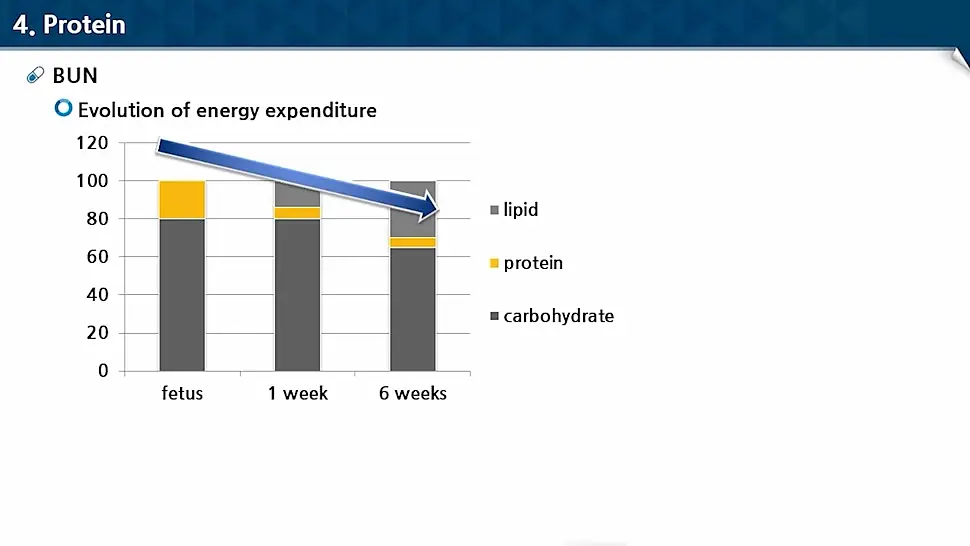 4. Protein
BUN
Evolution of energy expenditure
120
100
80
60
40
20
0
fetus
1 week
6 weeks
lipid
protein
carbohydrate